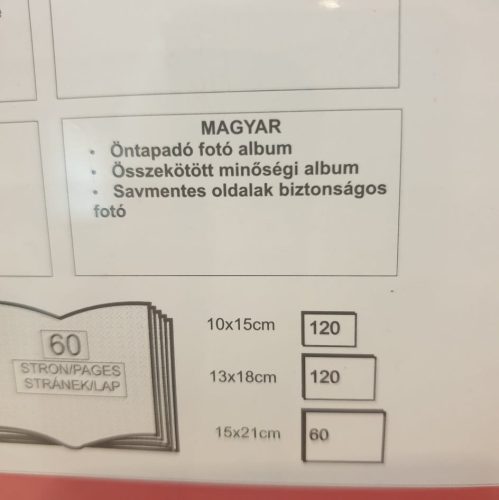 MAGYAR
• Öntapadó fotó album
• Összekötött minőségi album
• Savmentes oldalak biztonságos
fotó
60
STRON/PAGES
STRÁNEK/LAP
10x15cm 120
13x18cm 120
15x21cm 60